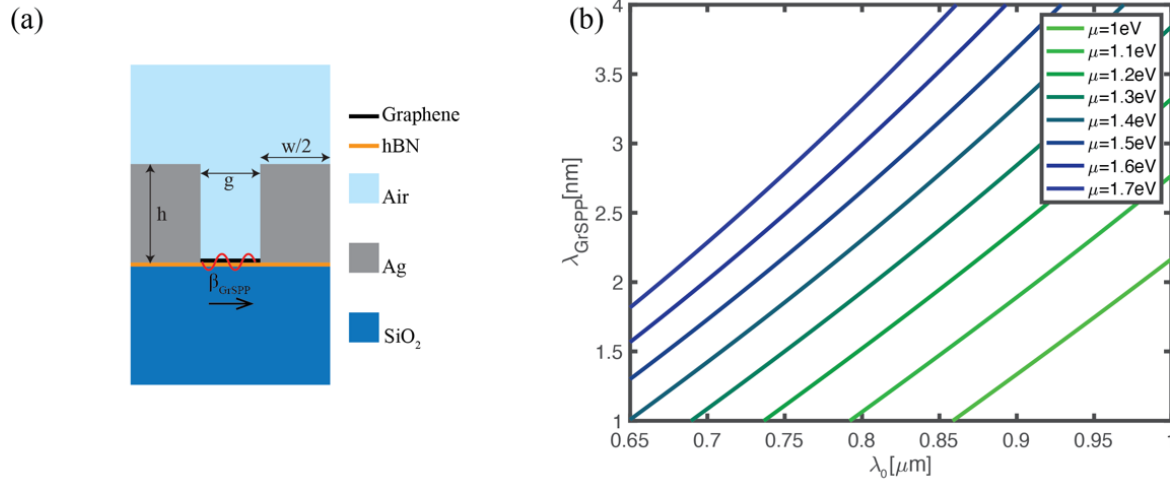 (a)
Graphene
hBN
Air
Ag
SiO2
w/2
g
h
βGrSPP
(b)
λGrSPP[nm]
4
3.5
3
2.5
2
1.5
1
0.65
0.7
0.75
0.8
0.85
0.9
0.95
1
λ0[μm]
μ=1eV
μ=1.1eV
μ=1.2eV
μ=1.3eV
μ=1.4eV
μ=1.5eV
μ=1.6eV
μ=1.7eV